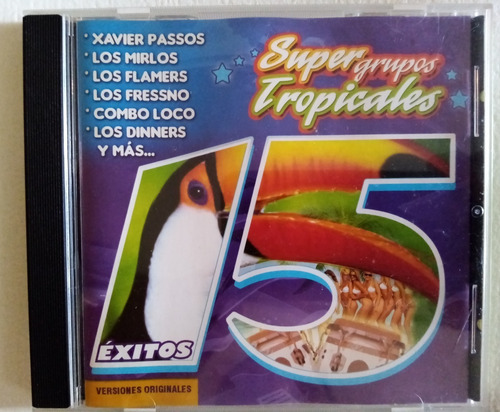 • XAVIER PASSOS
• LOS MIRLOS
• LOS FLAMERS
• LOS FRESSNO
• COMBO LOCO
• LOS DINNERS
Y MÁS...
Super grupos
Tropicales
15
ÉXITOS
VERSIONES ORIGINALES